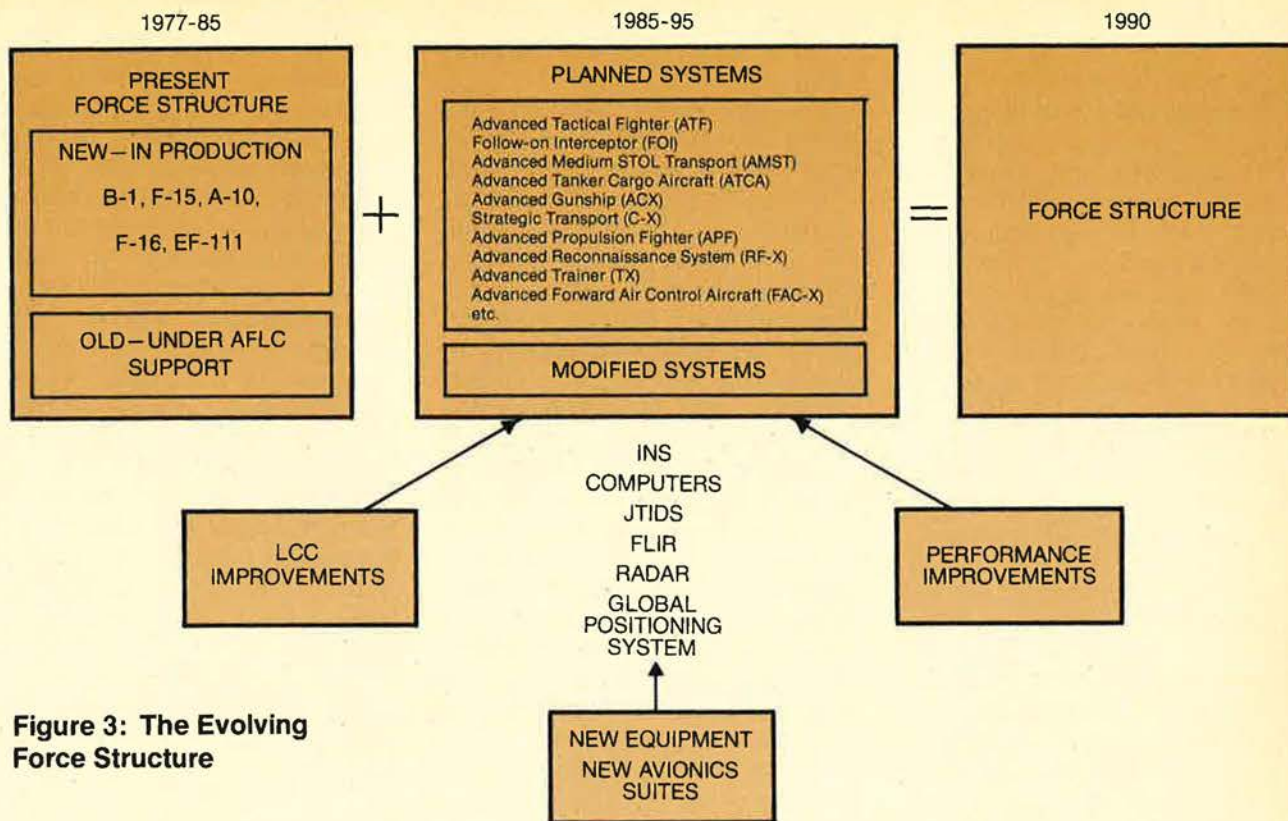 1977-85
PRESENT
FORCE STRUCTURE
NEW—IN PRODUCTION
B-1, F-15, A-10,
F-16, EF-111
OLD—UNDER AFLC
SUPPORT
+
1985-95
PLANNED SYSTEMS
Advanced Tactical Fighter (ATF)
Follow-on Interceptor (FOI)
Advanced Medium STOL Transport (AMST)
Advanced Tanker Cargo Aircraft (ATCA)
Advanced Gunship (ACX)
Strategic Transport (C-X)
Advanced Propulsion Fighter (APF)
Advanced Reconnaissance System (RF-X)
Advanced Trainer (TX)
Advanced Forward Air Control Aircraft (FAC-X)
etc.
MODIFIED SYSTEMS
=
1990
FORCE STRUCTURE
LCC
IMPROVEMENTS
INS
COMPUTERS
JTIDS
FLIR
RADAR
GLOBAL
POSITIONING
SYSTEM
PERFORMANCE
IMPROVEMENTS
NEW EQUIPMENT
NEW AVIONICS
SUITES
Figure 3: The Evolving
Force Structure